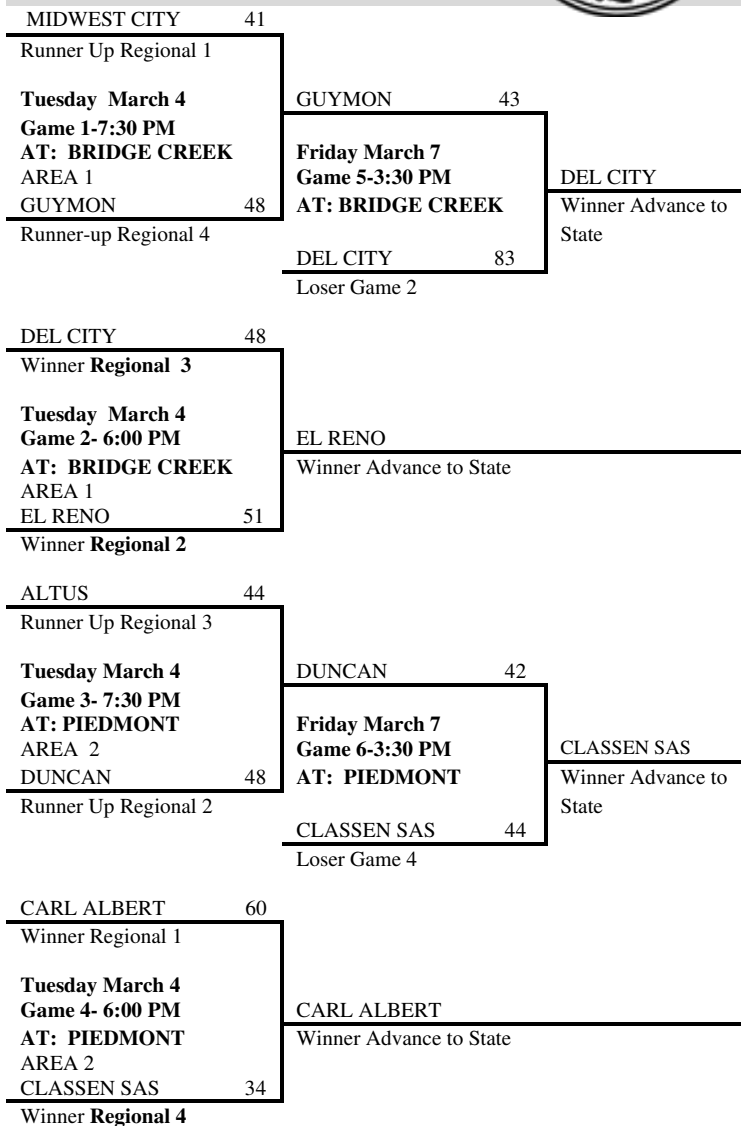 MIDWEST CITY 41
Runner Up Regional 1
Tuesday March 4
Game 1-7:30 PM
AT: BRIDGE CREEK
AREA 1
GUYMON 48
Runner-up Regional 4
GUYMON 43
Friday March 7
Game 5-3:30 PM
AT: BRIDGE CREEK
DEL CITY 83
Loser Game 2
DEL CITY
Winner Advance to
State
DEL CITY 48
Winner Regional 3
Tuesday March 4
Game 2- 6:00 PM
AT: BRIDGE CREEK
AREA 1
EL RENO 51
Winner Regional 2
EL RENO
Winner Advance to State
ALTUS 44
Runner Up Regional 3
Tuesday March 4
Game 3- 7:30 PM
AT: PIEDMONT
AREA 2
DUNCAN 48
Runner Up Regional 2
DUNCAN 42
Friday March 7
Game 6-3:30 PM
AT: PIEDMONT
CLASSEN SAS 44
Loser Game 4
CLASSEN SAS
Winner Advance to
State
CARL ALBERT 60
Winner Regional 1
Tuesday March 4
Game 4- 6:00 PM
AT: PIEDMONT
AREA 2
CLASSEN SAS 34
Winner Regional 4
CARL ALBERT
Winner Advance to State